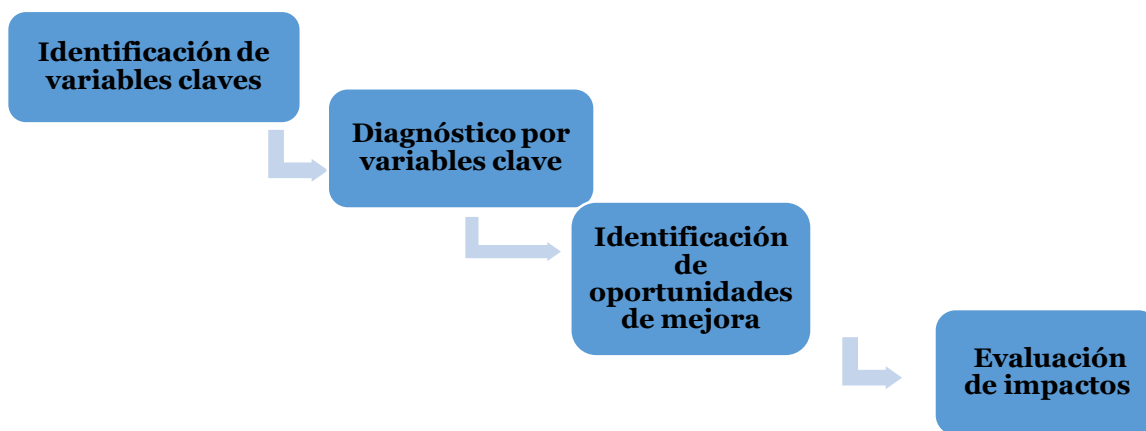 Identificación de
variables claves
Diagnóstico por
variables clave
Identificación
de
oportunidades
de mejora
Evaluación
de impactos